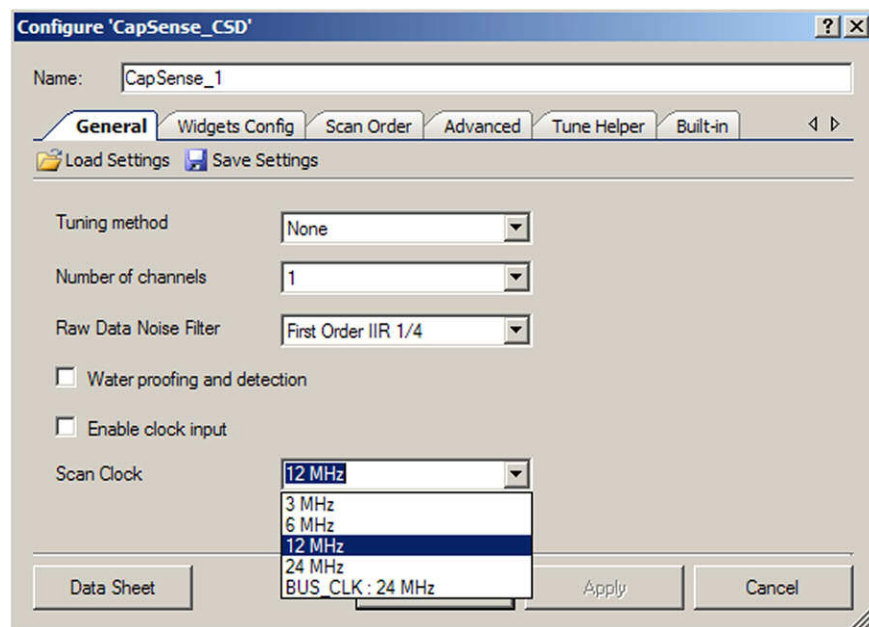 Configure 'CapSense_CSD'
Name: CapSense_1
General Widgets Config Scan Order Advanced Tune Helper Built-in
Load Settings Save Settings
Tuning method None
Number of channels 1
Raw Data Noise Filter First Order IIR 1/4
Water proofing and detection
Enable clock input
Scan Clock 12 MHz
3 MHz
6 MHz
12 MHz
24 MHz
BUS_CLK : 24 MHz
Data Sheet Apply Cancel